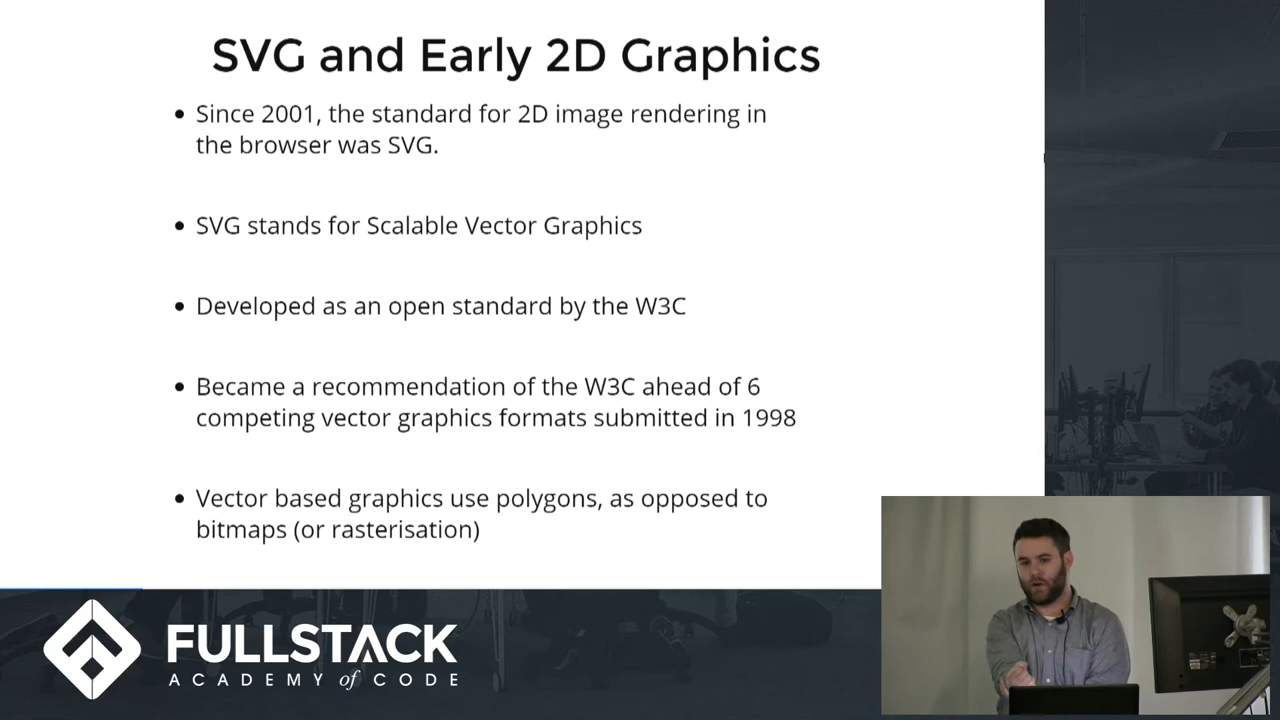 SVG and Early 2D Graphics
• Since 2001, the standard for 2D image rendering in
the browser was SVG.
• SVG stands for Scalable Vector Graphics
• Developed as an open standard by the W3C
• Became a recommendation of the W3C ahead of 6
competing vector graphics formats submitted in 1998
• Vector based graphics use polygons, as opposed to
bitmaps (or rasterisation)
FULLSTACK
ACADEMY of CODE